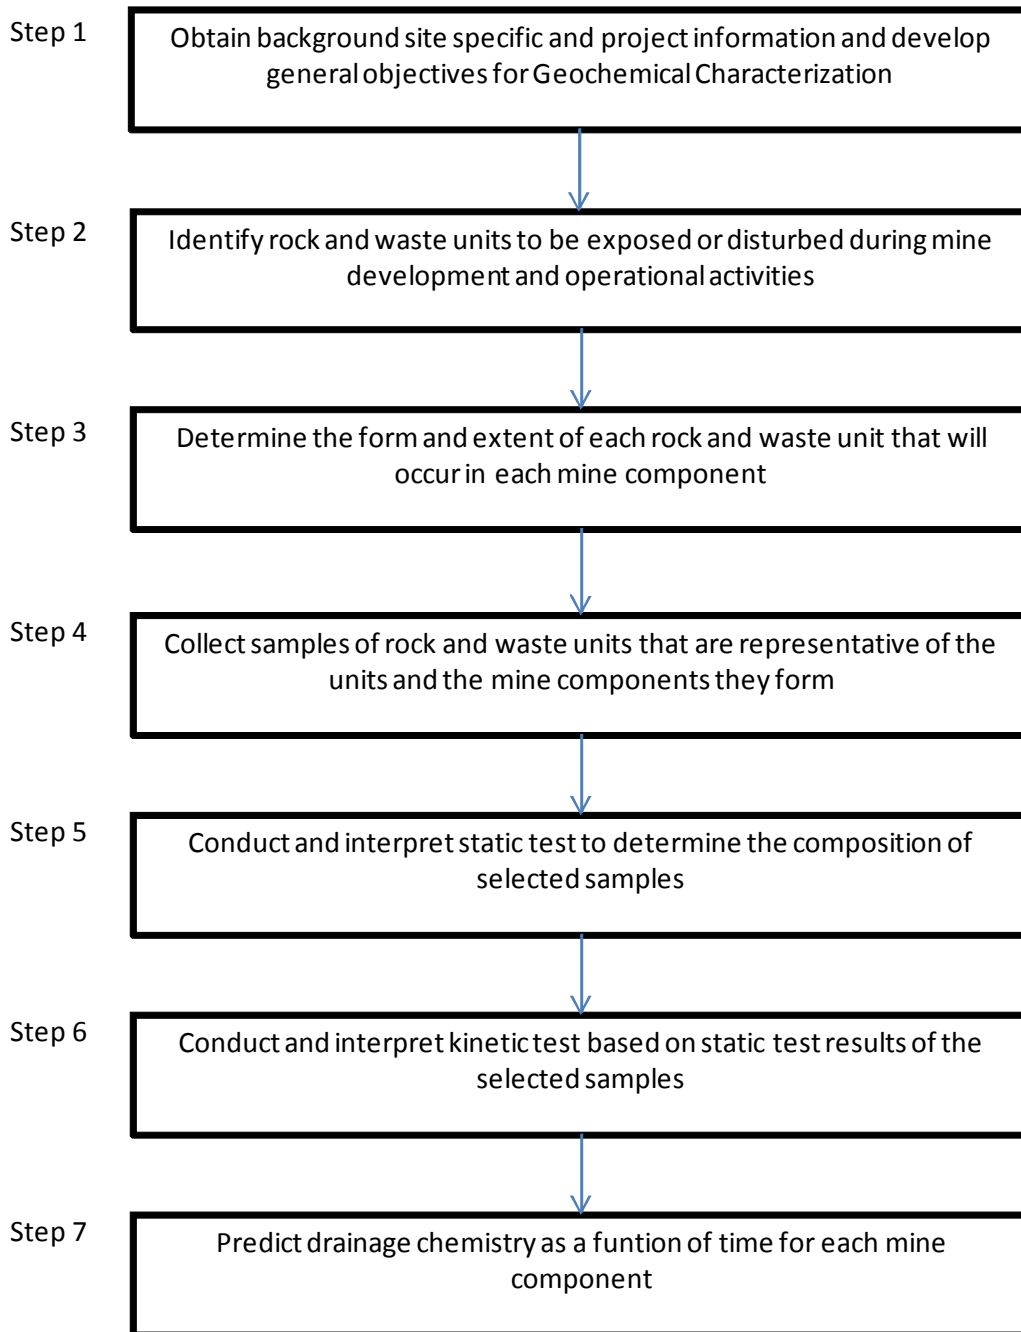 Step 1
Obtain background site specific and project information and develop
general objectives for Geochemical Characterization
Step 2
Identify rock and waste units to be exposed or disturbed during mine
development and operational activities
Step 3
Determine the form and extent of each rock and waste unit that will
occur in each mine component
Step 4
Collect samples of rock and waste units that are representative of the
units and the mine components they form
Step 5
Conduct and interpret static test to determine the composition of
selected samples
Step 6
Conduct and interpret kinetic test based on static test results of the
selected samples
Step 7
Predict drainage chemistry as a funtion of time for each mine
component